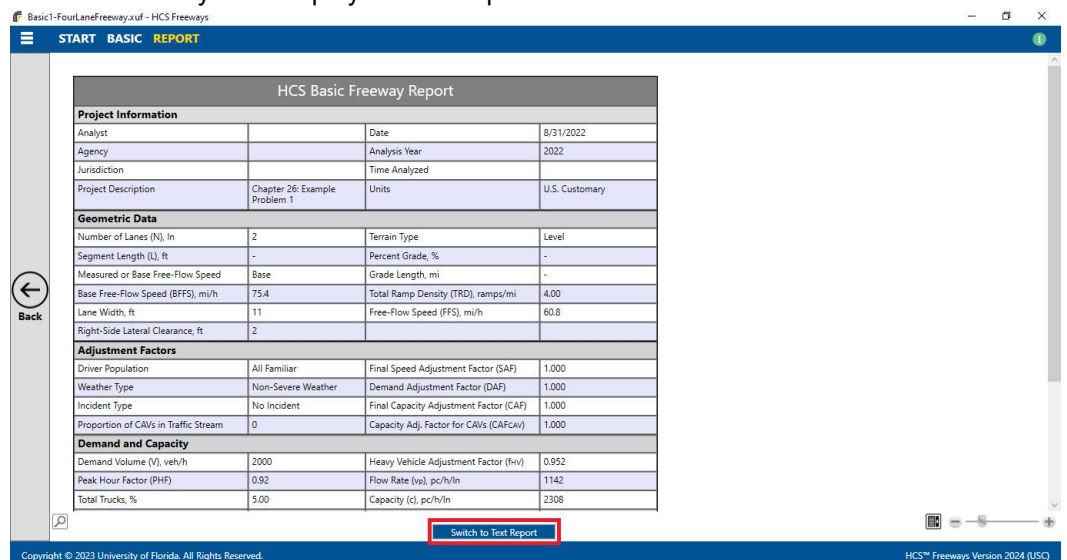 Basic1-FourLaneFreeway.xuf - HCS Freeways
START BASIC REPORT
HCS Basic Freeway Report
Project Information
Analyst Date 8/31/2022
Agency Analysis Year 2022
Jurisdiction Time Analyzed
Project Description Chapter 26: Example Problem 1 Units U.S. Customary
Geometric Data
Number of Lanes (N), ln 2 Terrain Type Level
Segment Length (L), ft - Percent Grade, % -
Measured or Base Free-Flow Speed Base Grade Length, mi -
Base Free-Flow Speed (BFFS), mi/h 75.4 Total Ramp Density (TRD), ramps/mi 4.00
Lane Width, ft 11 Free-Flow Speed (FFS), mi/h 60.8
Right-Side Lateral Clearance, ft 2
Adjustment Factors
Driver Population All Familiar Final Speed Adjustment Factor (SAF) 1.000
Weather Type Non-Severe Weather Demand Adjustment Factor (DAF) 1.000
Incident Type No Incident Final Capacity Adjustment Factor (CAF) 1.000
Proportion of CAVs in Traffic Stream 0 Capacity Adj. Factor for CAVs (CAFCAV) 1.000
Demand and Capacity
Demand Volume (V), veh/h 2000 Heavy Vehicle Adjustment Factor (fHV) 0.952
Peak Hour Factor (PHF) 0.92 Flow Rate (vp), pc/h/ln 1142
Total Trucks, % 5.00 Capacity (c), pc/h/ln 2308
Back
Switch to Text Report
Copyright © 2023 University of Florida. All Rights Reserved. HCS™ Freeways Version 2024 (USC)